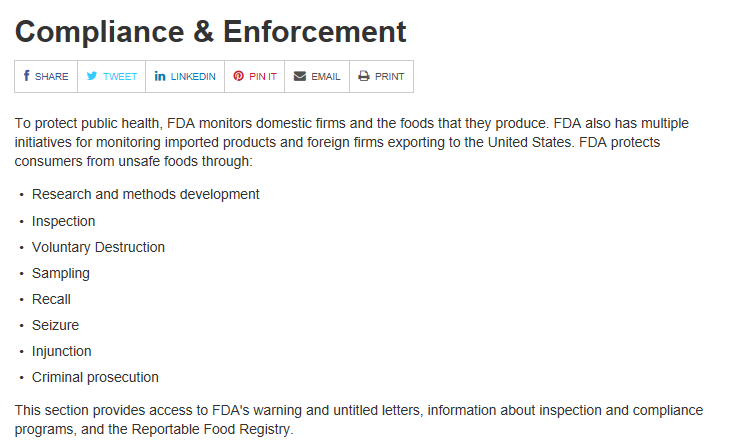 Compliance & Enforcement
f SHARE TWEET in LINKEDIN PIN IT EMAIL PRINT
To protect public health, FDA monitors domestic firms and the foods that they produce. FDA also has multiple
initiatives for monitoring imported products and foreign firms exporting to the United States. FDA protects
consumers from unsafe foods through:
• Research and methods development
• Inspection
• Voluntary Destruction
• Sampling
• Recall
• Seizure
• Injunction
• Criminal prosecution
This section provides access to FDA's warning and untitled letters, information about inspection and compliance
programs, and the Reportable Food Registry.